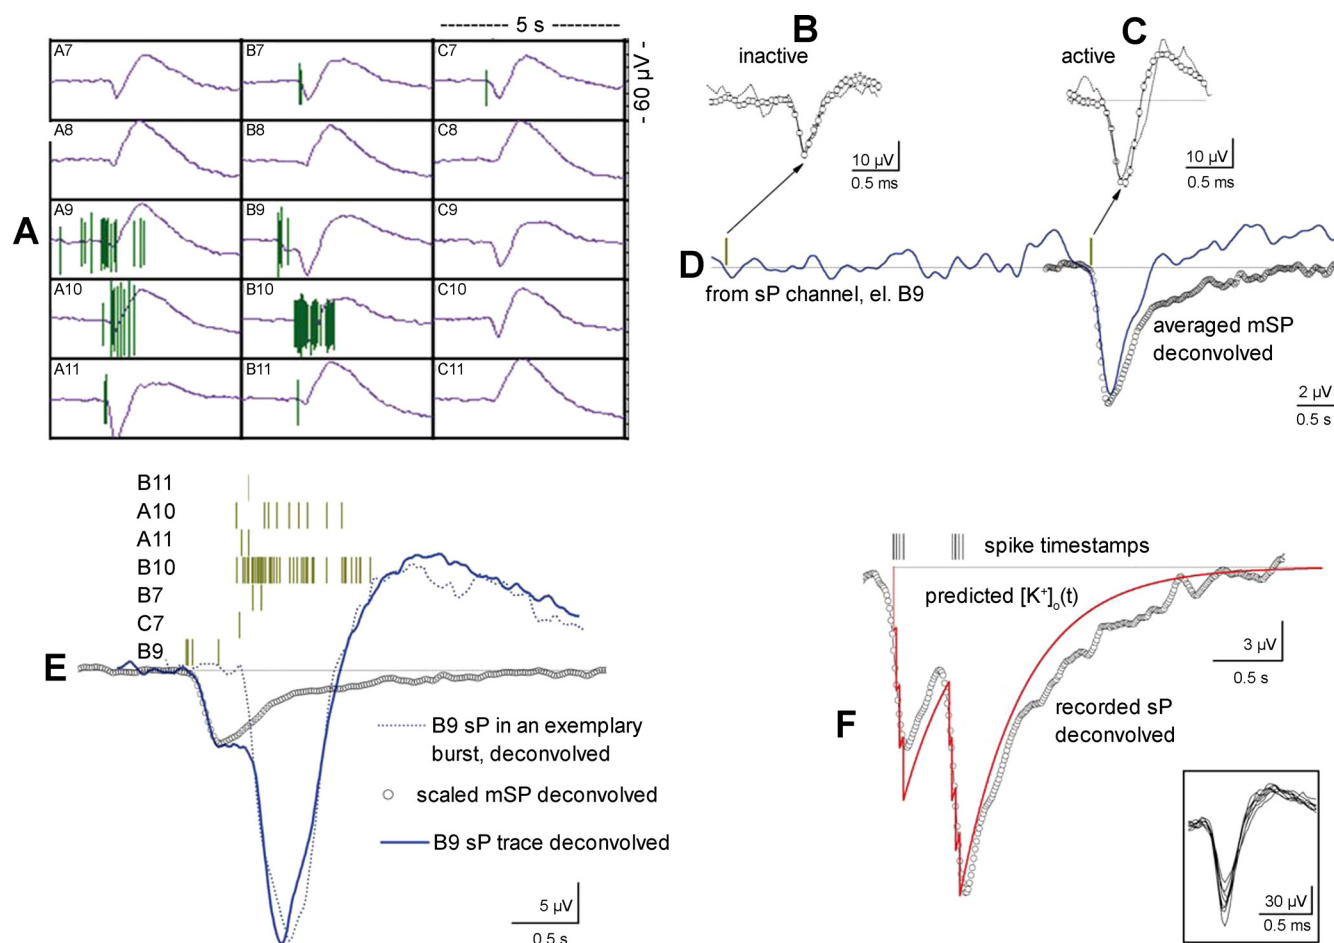 5 s
60 µV
A
A7
B7
C7
A8
B8
C8
A9
B9
C9
A10
B10
C10
A11
B11
C11
B
inactive
10 µV
0.5 ms
C
active
10 µV
0.5 ms
D
from sP channel, el. B9
averaged mSP
deconvolved
2 µV
0.5 s
E
B11
A10
A11
B10
B7
C7
B9
B9 sP in an exemplary
burst, deconvolved
scaled mSP deconvolved
B9 sP trace deconvolved
5 µV
0.5 s
F
spike timestamps
predicted [K⁺]ₒ(t)
3 µV
0.5 s
recorded sP
deconvolved
30 µV
0.5 ms